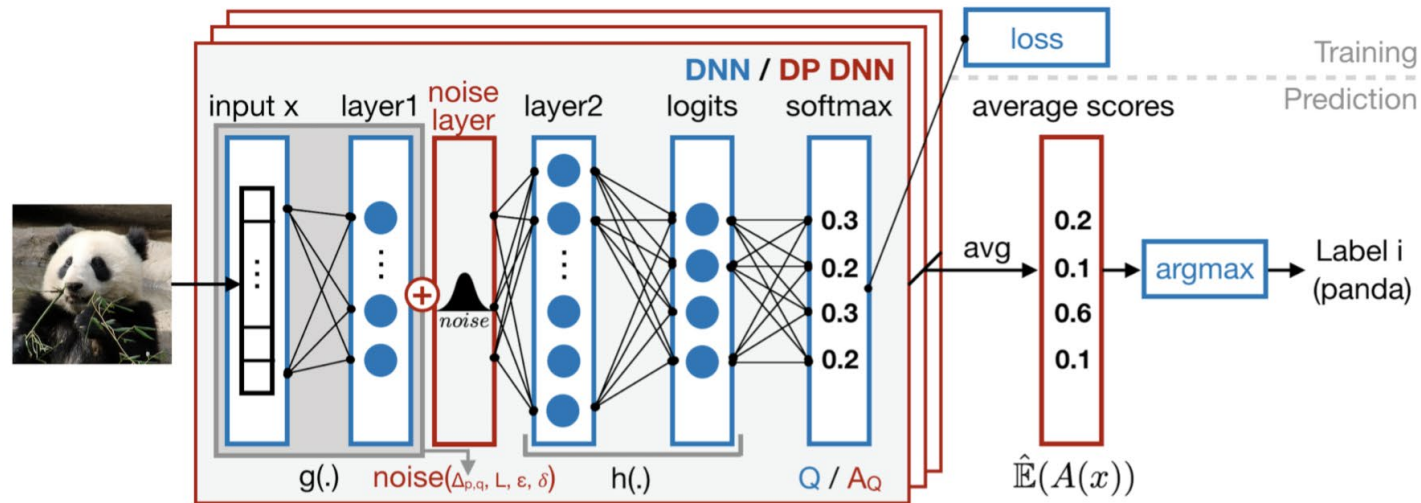 loss
Training
Prediction
DNN / DP DNN
input x
layer1
noise
layer
layer2
logits
softmax
average scores
...
...
...
+
noise
0.3
0.2
0.3
0.2
avg
0.2
0.1
0.6
0.1
argmax
Label i
(panda)
g(.)
noise(Δp,q, L, ε, δ)
h(.)
Q / AQ
Ê(A(x))